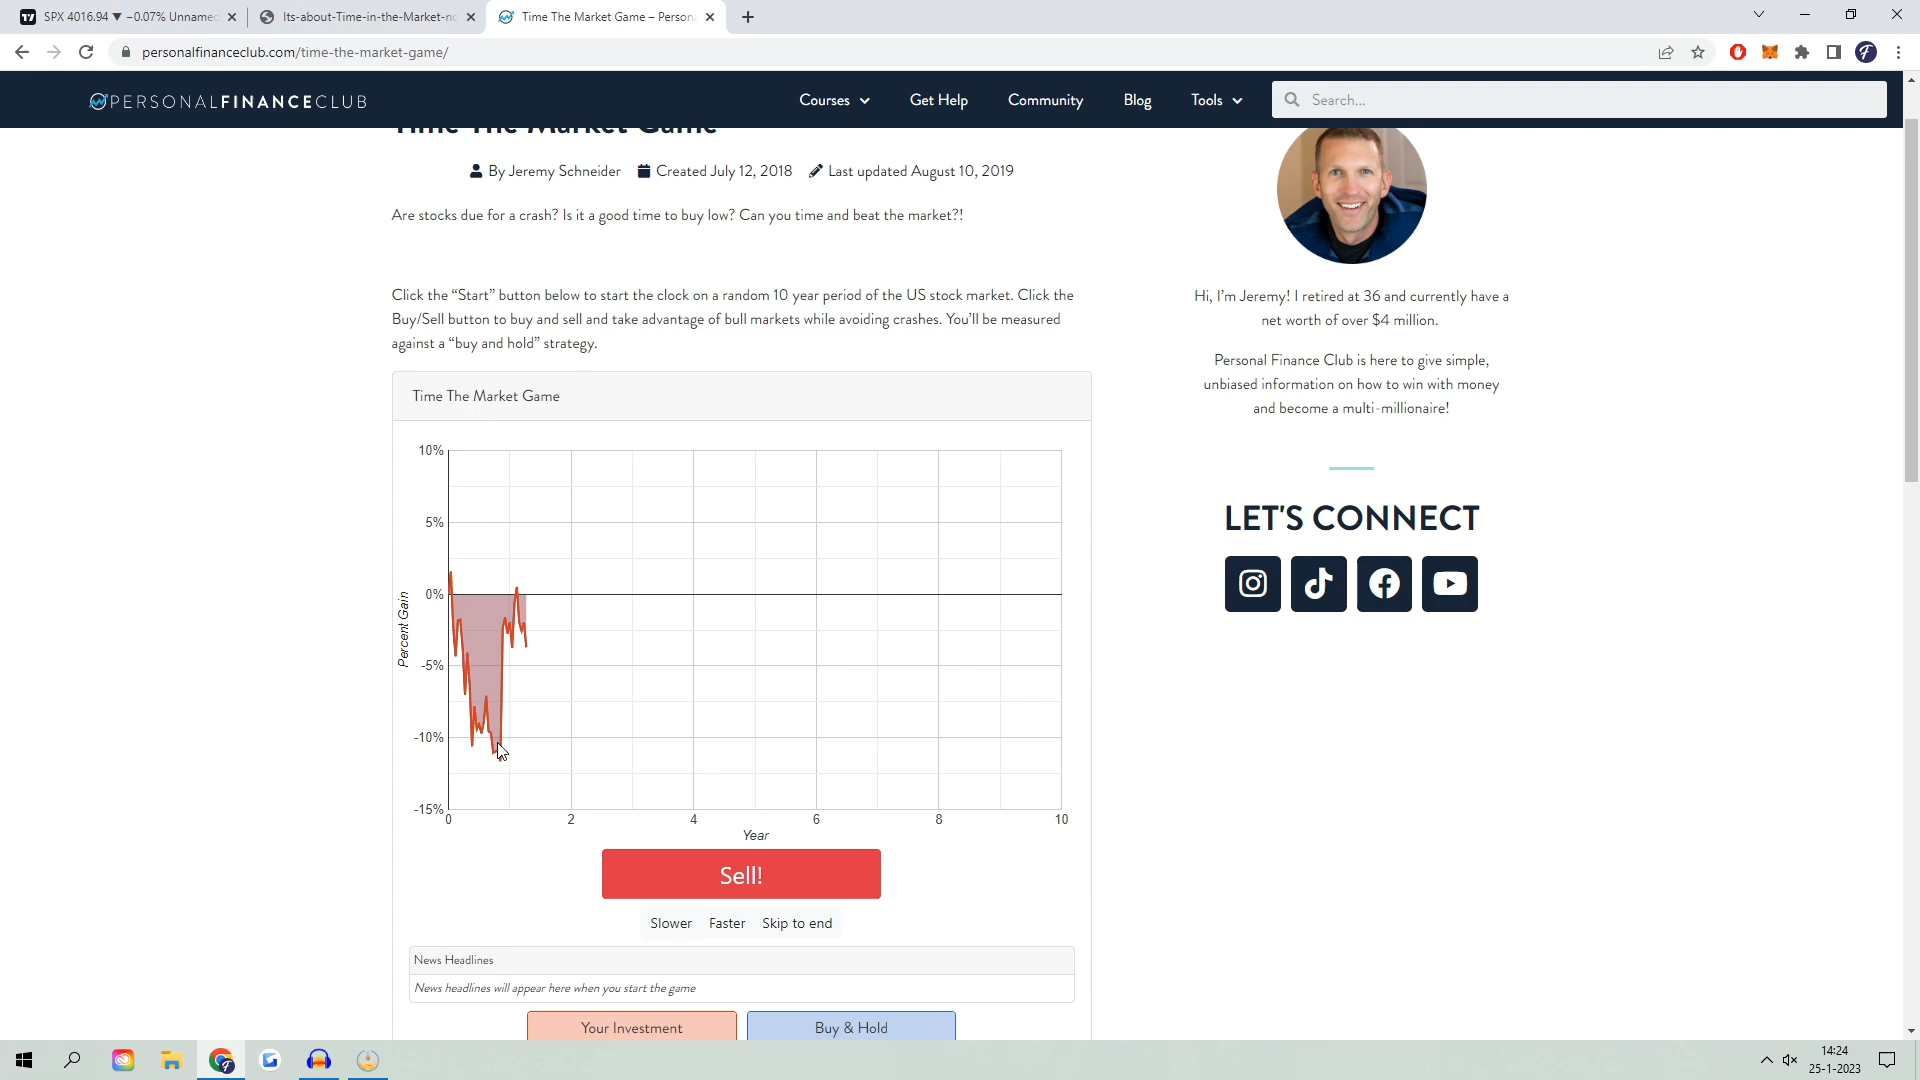 SPX 4016.94 ▼ −0.07% Unnamed
Its-about-Time-in-the-Market-no
Time The Market Game – Person
personalfinanceclub.com/time-the-market-game/
PERSONALFINANCECLUB
Courses
Get Help
Community
Blog
Tools
Search...
Time The Market Game
By Jeremy Schneider
Created July 12, 2018
Last updated August 10, 2019
Are stocks due for a crash? Is it a good time to buy low? Can you time and beat the market?!
Click the “Start” button below to start the clock on a random 10 year period of the US stock market. Click the
Buy/Sell button to buy and sell and take advantage of bull markets while avoiding crashes. You’ll be measured
against a “buy and hold” strategy.
Time The Market Game
10%
5%
0%
-5%
-10%
-15%
Percent Gain
0
2
4
6
8
10
Year
Sell!
Slower
Faster
Skip to end
News Headlines
News headlines will appear here when you start the game
Your Investment
Buy & Hold
Hi, I’m Jeremy! I retired at 36 and currently have a
net worth of over $4 million.
Personal Finance Club is here to give simple,
unbiased information on how to win with money
and become a multi-millionaire!
LET'S CONNECT
14:24
25-1-2023